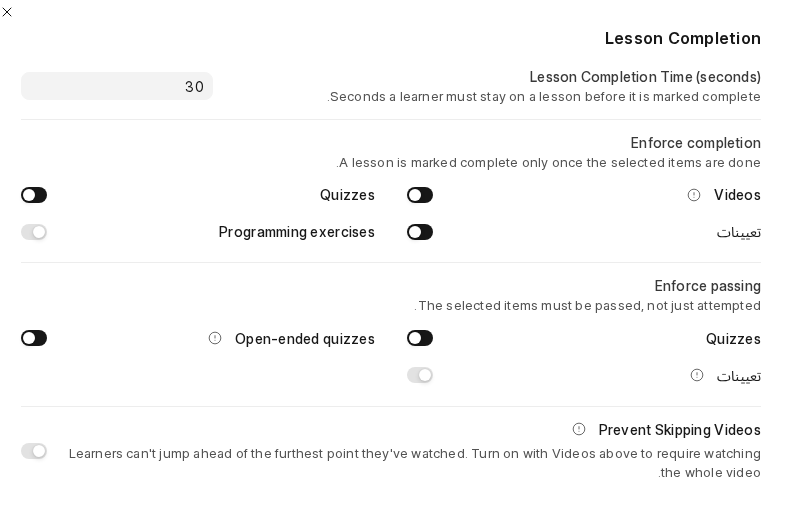 Lesson Completion
Lesson Completion Time (seconds)
30
Seconds a learner must stay on a lesson before it is marked complete.
Enforce completion
A lesson is marked complete only once the selected items are done.
Videos
Quizzes
تعيينات
Programming exercises
Enforce passing
The selected items must be passed, not just attempted.
Quizzes
Open-ended quizzes
تعيينات
Prevent Skipping Videos
Learners can't jump ahead of the furthest point they've watched. Turn on with Videos above to require watching
the whole video.